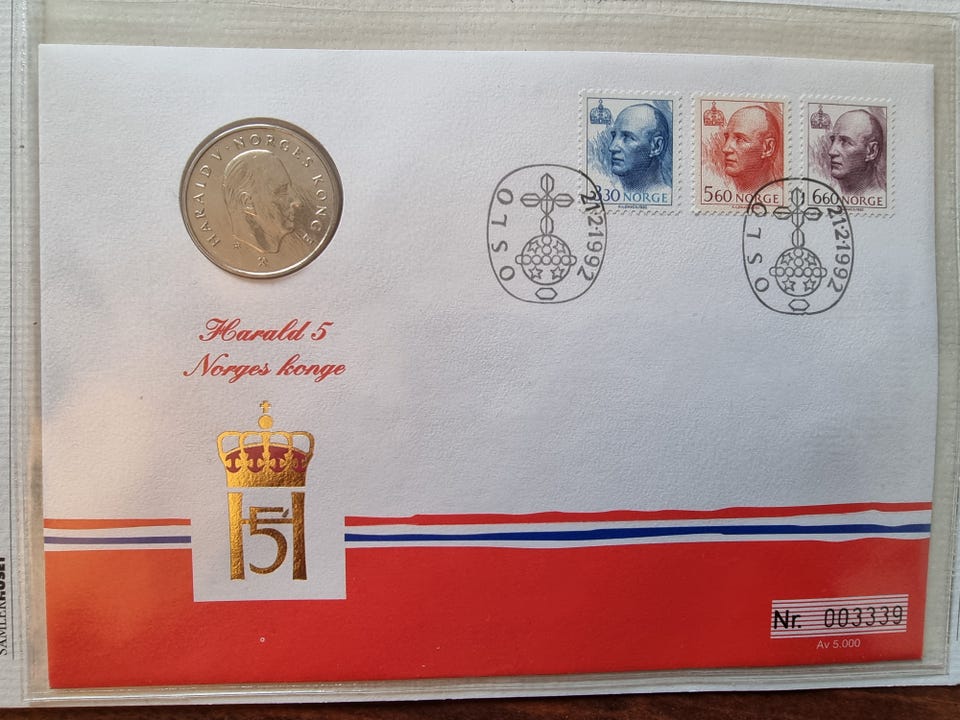 HARALD V · NORGES KONGE
3.30 NORGE
5.60 NORGE
6.60 NORGE
OSLO 21·2·1992
OSLO 21·2·1992
Harald 5
Norges konge
H5
Nr. 003339
Av 5.000
SAMLERHUSET